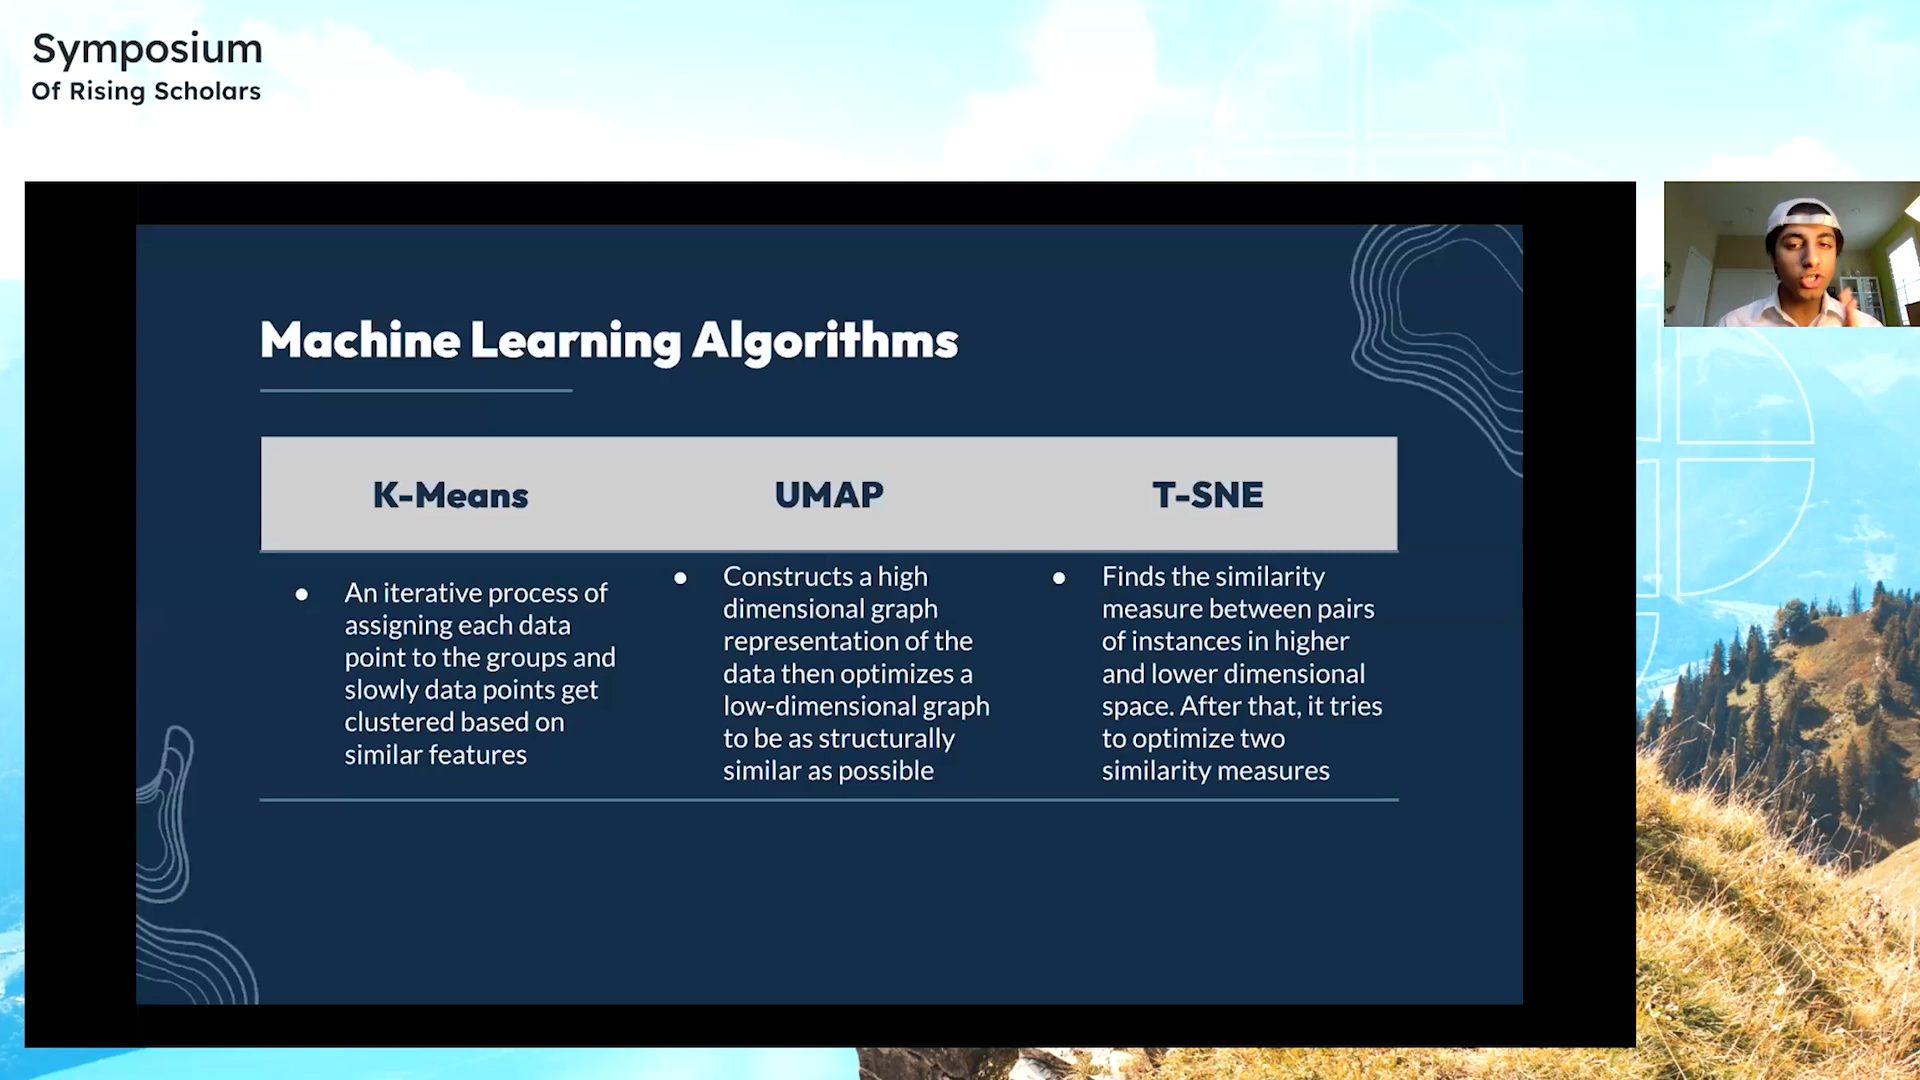 Symposium
Of Rising Scholars
Machine Learning Algorithms
K-Means
UMAP
T-SNE
● An iterative process of
assigning each data
point to the groups and
slowly data points get
clustered based on
similar features
● Constructs a high
dimensional graph
representation of the
data then optimizes a
low-dimensional graph
to be as structurally
similar as possible
● Finds the similarity
measure between pairs
of instances in higher
and lower dimensional
space. After that, it tries
to optimize two
similarity measures